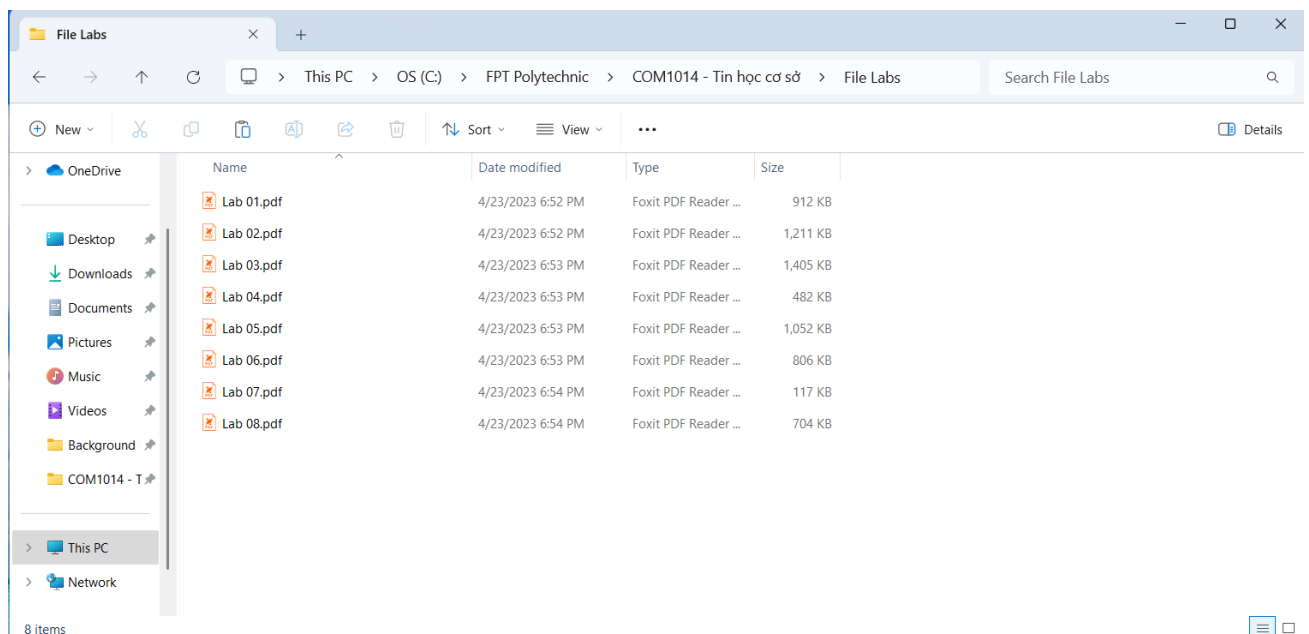 File Labs
This PC > OS (C:) > FPT Polytechnic > COM1014 - Tin học cơ sở > File Labs
Search File Labs
New Sort View ... Details
OneDrive
Desktop
Downloads
Documents
Pictures
Music
Videos
Background
COM1014 - T
This PC
Network
Name Date modified Type Size
Lab 01.pdf 4/23/2023 6:52 PM Foxit PDF Reader ... 912 KB
Lab 02.pdf 4/23/2023 6:52 PM Foxit PDF Reader ... 1,211 KB
Lab 03.pdf 4/23/2023 6:53 PM Foxit PDF Reader ... 1,405 KB
Lab 04.pdf 4/23/2023 6:53 PM Foxit PDF Reader ... 482 KB
Lab 05.pdf 4/23/2023 6:53 PM Foxit PDF Reader ... 1,052 KB
Lab 06.pdf 4/23/2023 6:53 PM Foxit PDF Reader ... 806 KB
Lab 07.pdf 4/23/2023 6:54 PM Foxit PDF Reader ... 117 KB
Lab 08.pdf 4/23/2023 6:54 PM Foxit PDF Reader ... 704 KB
8 items